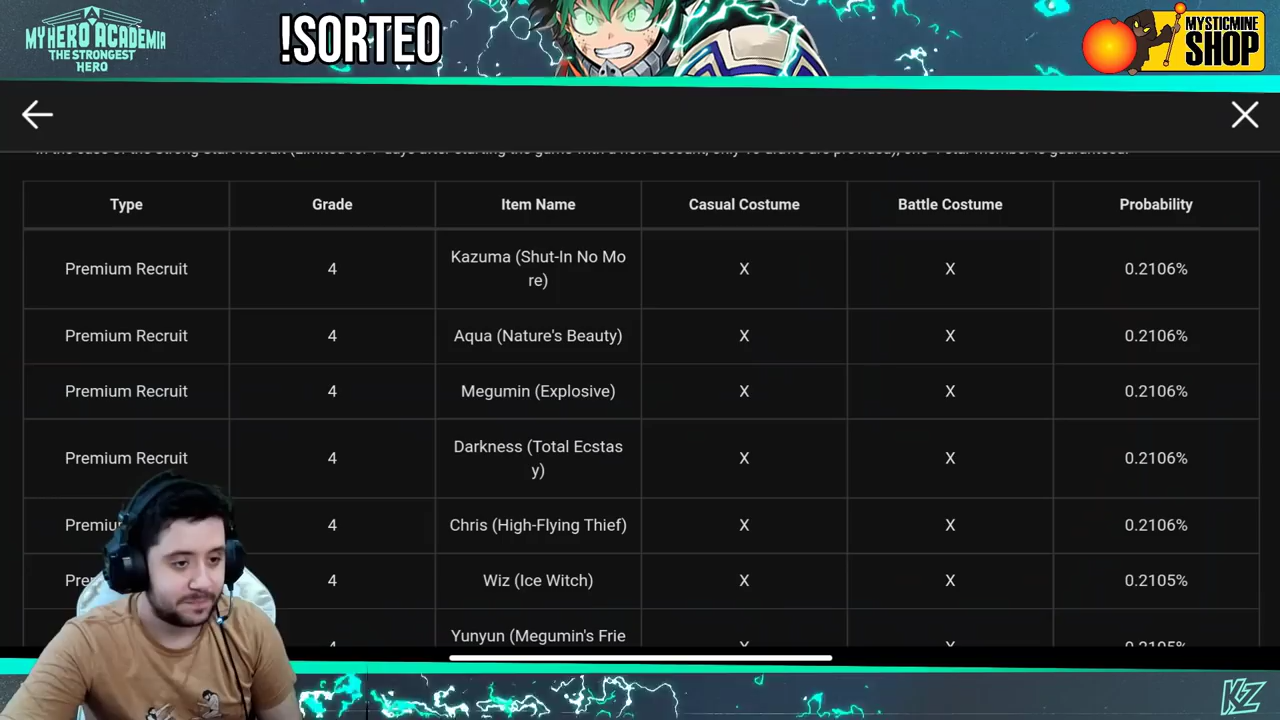 MY HERO ACADEMIA
THE STRONGEST
HERO
!SORTEO
MYSTICMINE
SHOP
Type Grade Item Name Casual Costume Battle Costume Probability
Premium Recruit 4 Kazuma (Shut-In No Mo
re) X X 0.2106%
Premium Recruit 4 Aqua (Nature's Beauty) X X 0.2106%
Premium Recruit 4 Megumin (Explosive) X X 0.2106%
Premium Recruit 4 Darkness (Total Ecstas
y) X X 0.2106%
Premiu 4 Chris (High-Flying Thief) X X 0.2106%
Pre 4 Wiz (Ice Witch) X X 0.2105%
Yunyun (Megumin's Frie
KZ